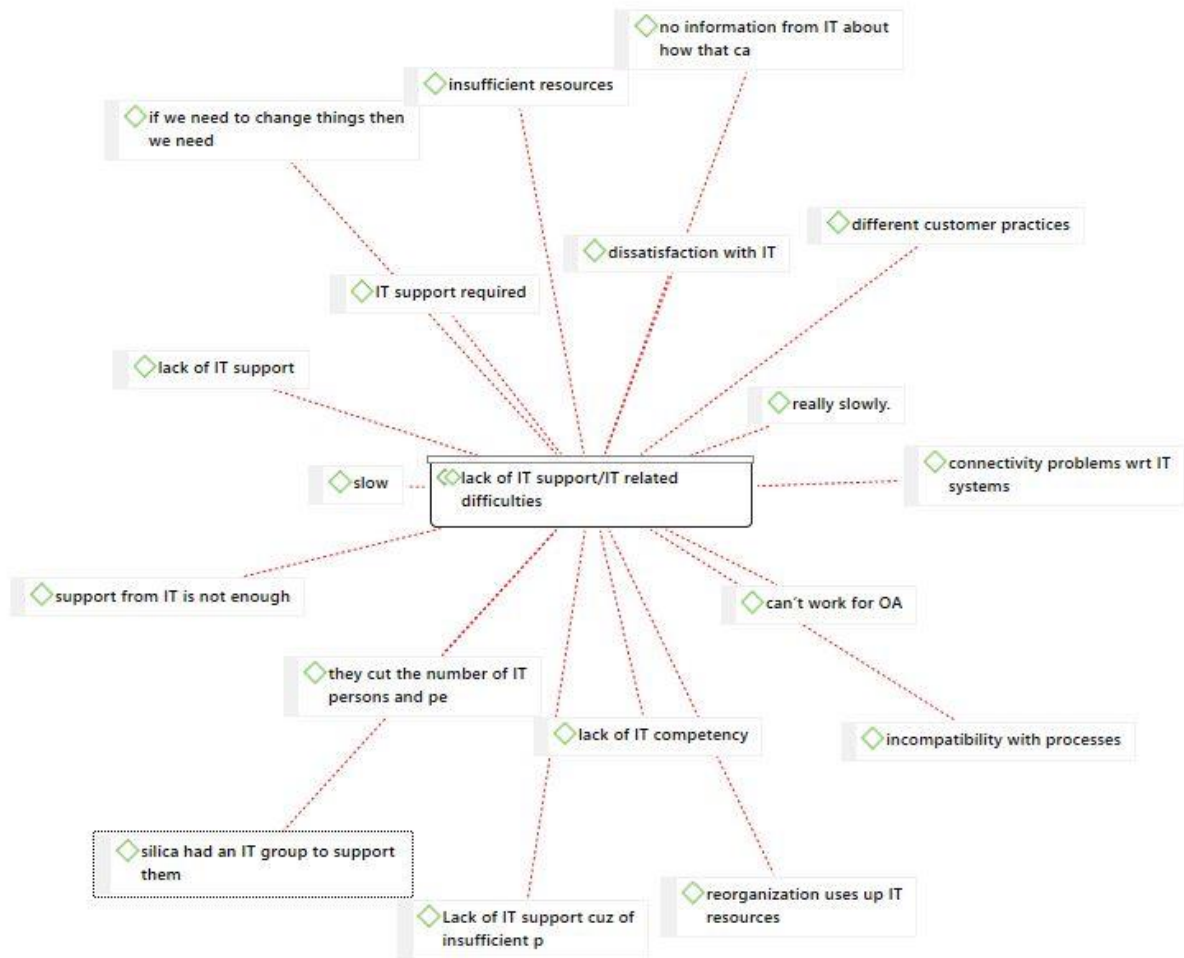 no information from IT about
how that ca
insufficient resources
if we need to change things then
we need
different customer practices
dissatisfaction with IT
IT support required
lack of IT support
really slowly.
connectivity problems wrt IT
systems
slow
lack of IT support/IT related
difficulties
support from IT is not enough
can´t work for OA
they cut the number of IT
persons and pe
lack of IT competency
incompatibility with processes
silica had an IT group to support
them
reorganization uses up IT
resources
Lack of IT support cuz of
insufficient p